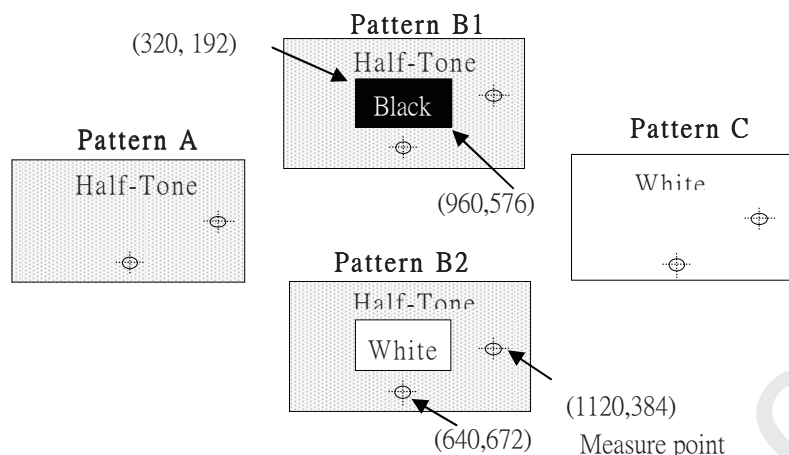 Pattern B1
(320, 192)
Half-Tone
Black
Pattern A
Half-Tone
Pattern C
White
(960,576)
Pattern B2
Half-Tone
White
(1120,384)
(640,672)
Measure point